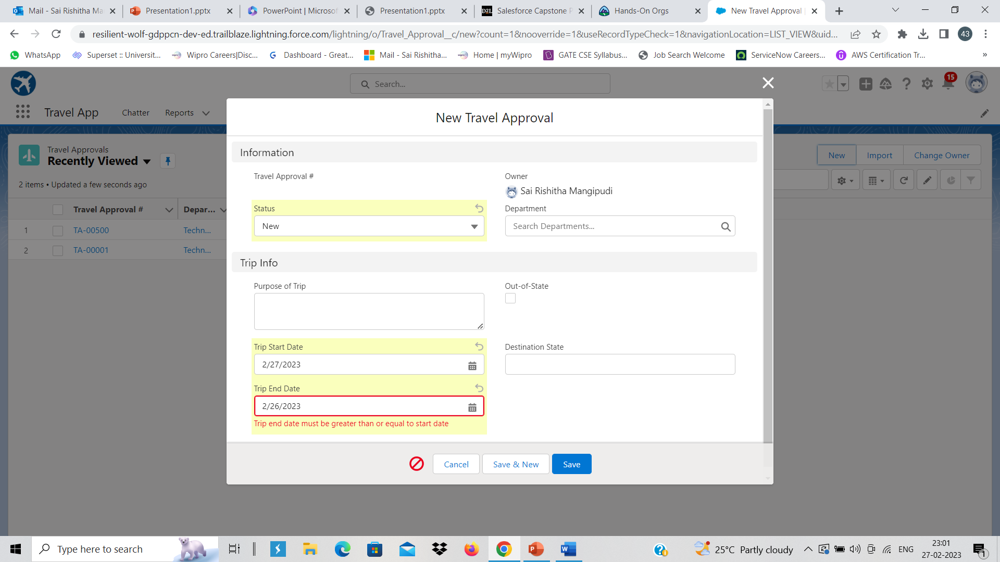 Mail - Sai Rishitha Ma
Presentation1.pptx
PowerPoint | Microsof
Presentation1.pptx
D2L Salesforce Capstone P
Hands-On Orgs
New Travel Approval
resilient-wolf-gdppcn-dev-ed.trailblaze.lightning.force.com/lightning/o/Travel_Approval__c/new?count=1&nooverride=1&useRecordTypeCheck=1&navigationLocation=LIST_VIEW&uid...
43
WhatsApp
Superset :: Universit...
Wipro Careers|Disc...
Dashboard - Great...
Mail - Sai Rishitha...
Home | myWipro
GATE CSE Syllabus...
Job Search Welcome
ServiceNow Careers...
AWS Certification Tr...
»
Search...
15
Travel App
Chatter
Reports
New Travel Approval
Travel Approvals
Recently Viewed
New
Import
Change Owner
2 items • Updated a few seconds ago
Travel Approval #
Depar...
1
TA-00500
Techn...
2
TA-00001
Techn...
Information
Travel Approval #
Owner
Sai Rishitha Mangipudi
Status
New
Department
Search Departments...
Trip Info
Purpose of Trip
Out-of-State
Trip Start Date
2/27/2023
Destination State
Trip End Date
2/26/2023
Trip end date must be greater than or equal to start date
Cancel
Save & New
Save
Type here to search
25°C Partly cloudy
ENG
23:01
27-02-2023
1